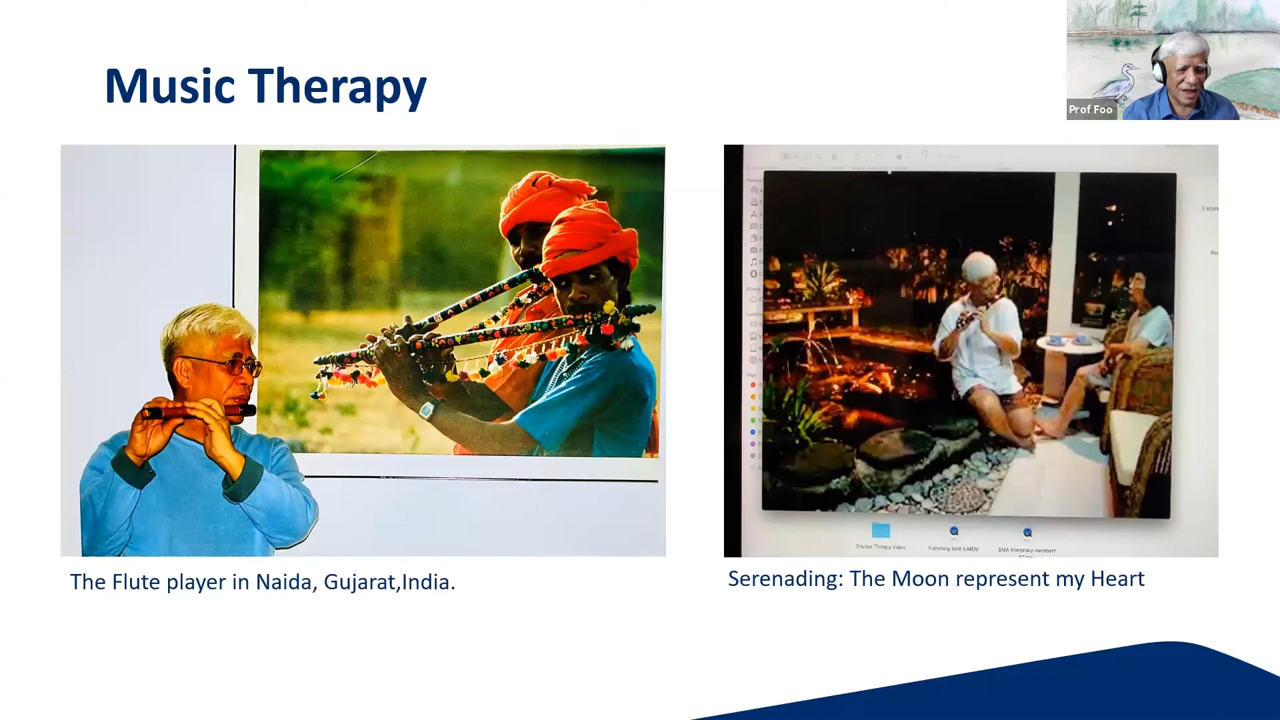 Music Therapy
Prof Foo
The Flute player in Naida, Gujarat,India.
Serenading: The Moon represent my Heart